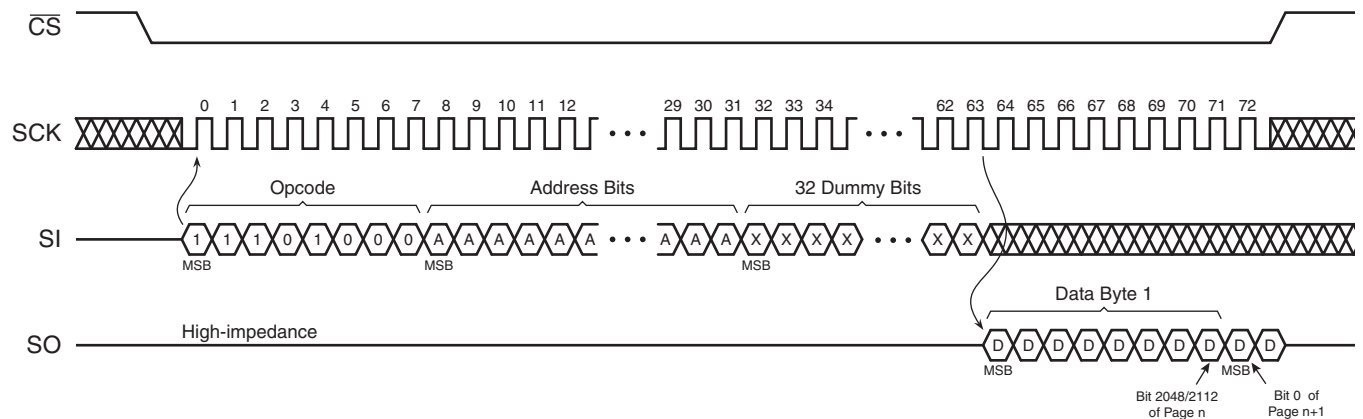 CS
0 1 2 3 4 5 6 7 8 9 10 11 12 29 30 31 32 33 34 62 63 64 65 66 67 68 69 70 71 72
SCK
Opcode Address Bits 32 Dummy Bits
SI 1 1 1 0 1 0 0 0 A A A A A A A A A X X X X X X
MSB MSB MSB
Data Byte 1
High-impedance
SO D D D D D D D D D D
MSB MSB
Bit 2048/2112 of Page n
Bit 0 of Page n+1